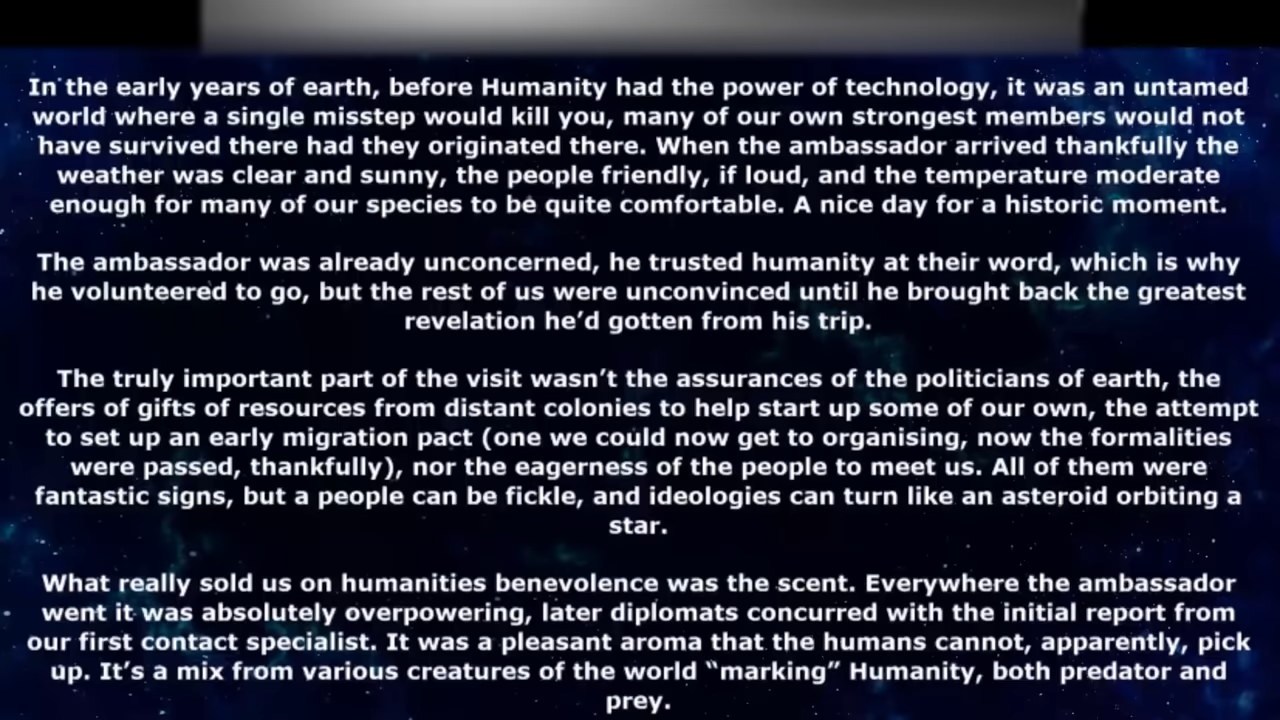 In the early years of earth, before Humanity had the power of technology, it was an untamed
world where a single misstep would kill you, many of our own strongest members would not
have survived there had they originated there. When the ambassador arrived thankfully the
weather was clear and sunny, the people friendly, if loud, and the temperature moderate
enough for many of our species to be quite comfortable. A nice day for a historic moment.
The ambassador was already unconcerned, he trusted humanity at their word, which is why
he volunteered to go, but the rest of us were unconvinced until he brought back the greatest
revelation he’d gotten from his trip.
The truly important part of the visit wasn’t the assurances of the politicians of earth, the
offers of gifts of resources from distant colonies to help start up some of our own, the attempt
to set up an early migration pact (one we could now get to organising, now the formalities
were passed, thankfully), nor the eagerness of the people to meet us. All of them were
fantastic signs, but a people can be fickle, and ideologies can turn like an asteroid orbiting a
star.
What really sold us on humanities benevolence was the scent. Everywhere the ambassador
went it was absolutely overpowering, later diplomats concurred with the initial report from
our first contact specialist. It was a pleasant aroma that the humans cannot, apparently, pick
up. It’s a mix from various creatures of the world “marking” Humanity, both predator and
prey.